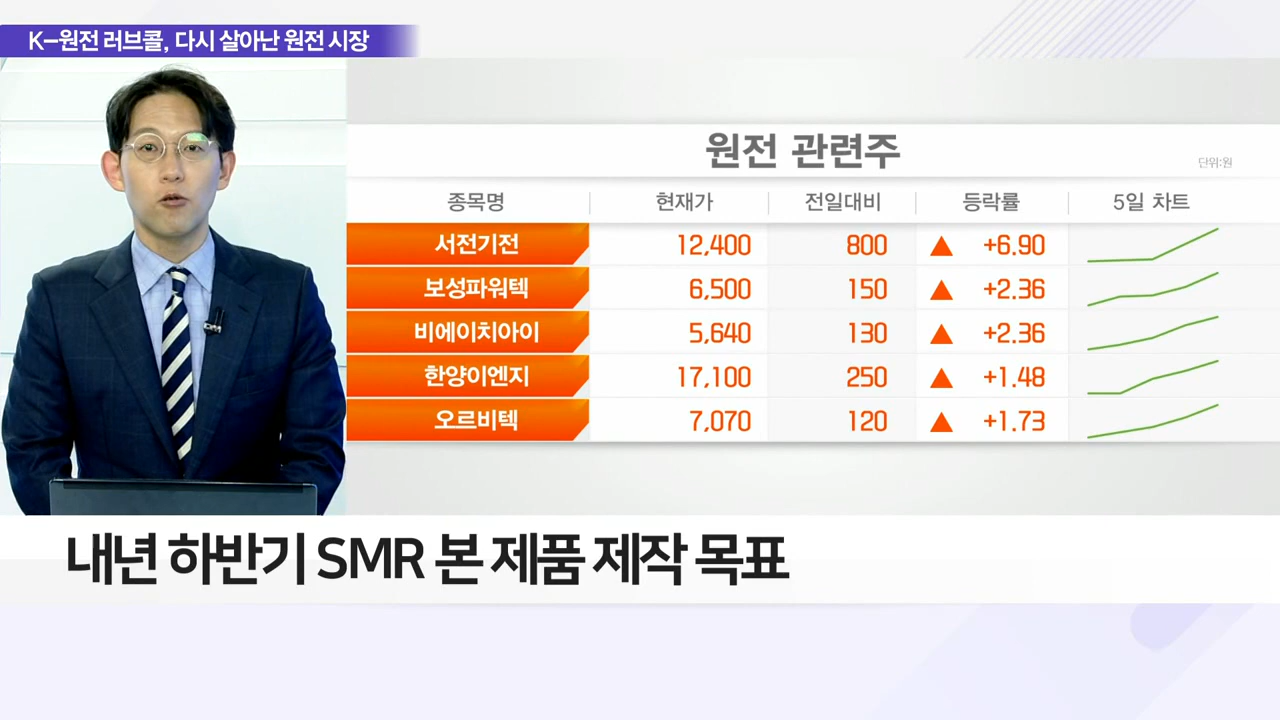 K-원전 러브콜, 다시 살아난 원전 시장
원전 관련주
단위:원
종목명 현재가 전일대비 등락률 5일 차트
서전기전 12,400 800 ▲ +6.90
보성파워텍 6,500 150 ▲ +2.36
비에이치아이 5,640 130 ▲ +2.36
한양이엔지 17,100 250 ▲ +1.48
오르비텍 7,070 120 ▲ +1.73
내년 하반기 SMR 본 제품 제작 목표